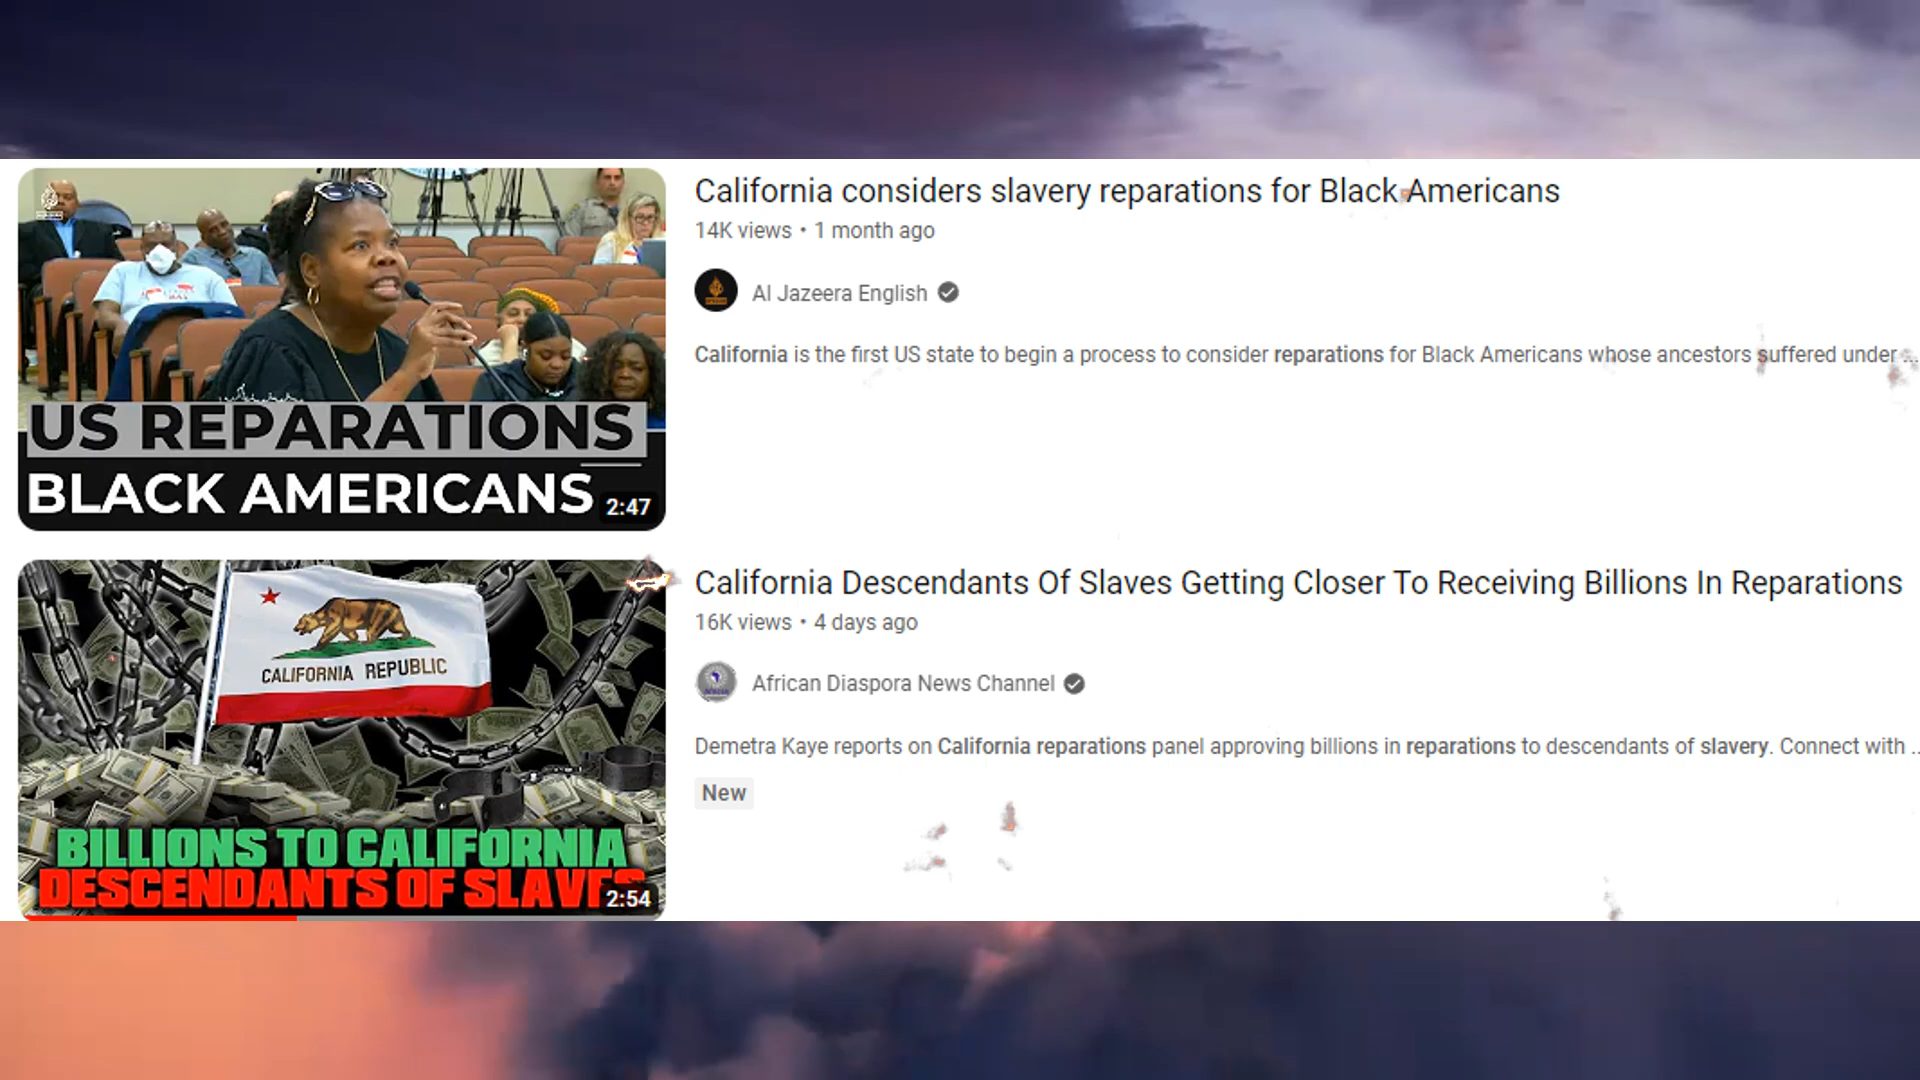 California considers slavery reparations for Black Americans
14K views • 1 month ago
Al Jazeera English
California is the first US state to begin a process to consider reparations for Black Americans whose ancestors suffered under ...
US REPARATIONS
BLACK AMERICANS
2:47
California Descendants Of Slaves Getting Closer To Receiving Billions In Reparations
16K views • 4 days ago
African Diaspora News Channel
Demetra Kaye reports on California reparations panel approving billions in reparations to descendants of slavery. Connect with ...
New
CALIFORNIA REPUBLIC
BILLIONS TO CALIFORNIA
DESCENDANTS OF SLAVES
2:54